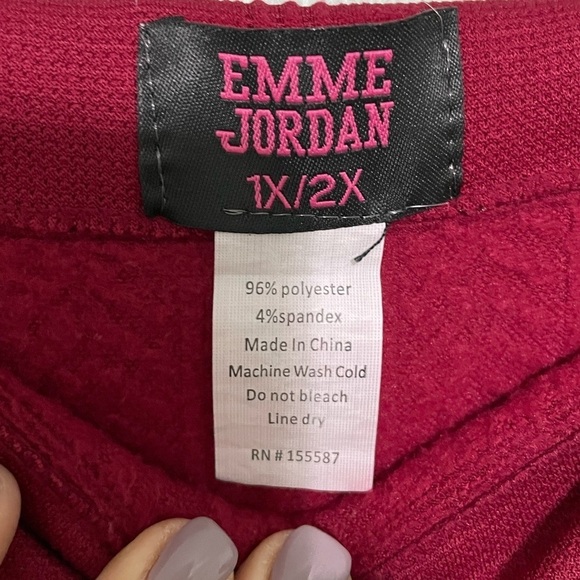 EMME
JORDAN
1X/2X
96% polyester
4%spandex
Made In China
Machine Wash Cold
Do not bleach
Line dry
RN # 155587